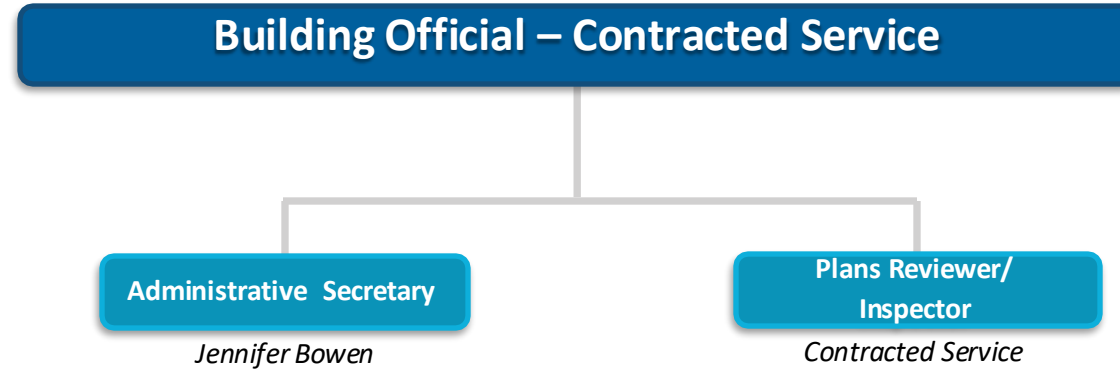 Building Official – Contracted Service
Administrative Secretary
Jennifer Bowen
Plans Reviewer/
Inspector
Contracted Service